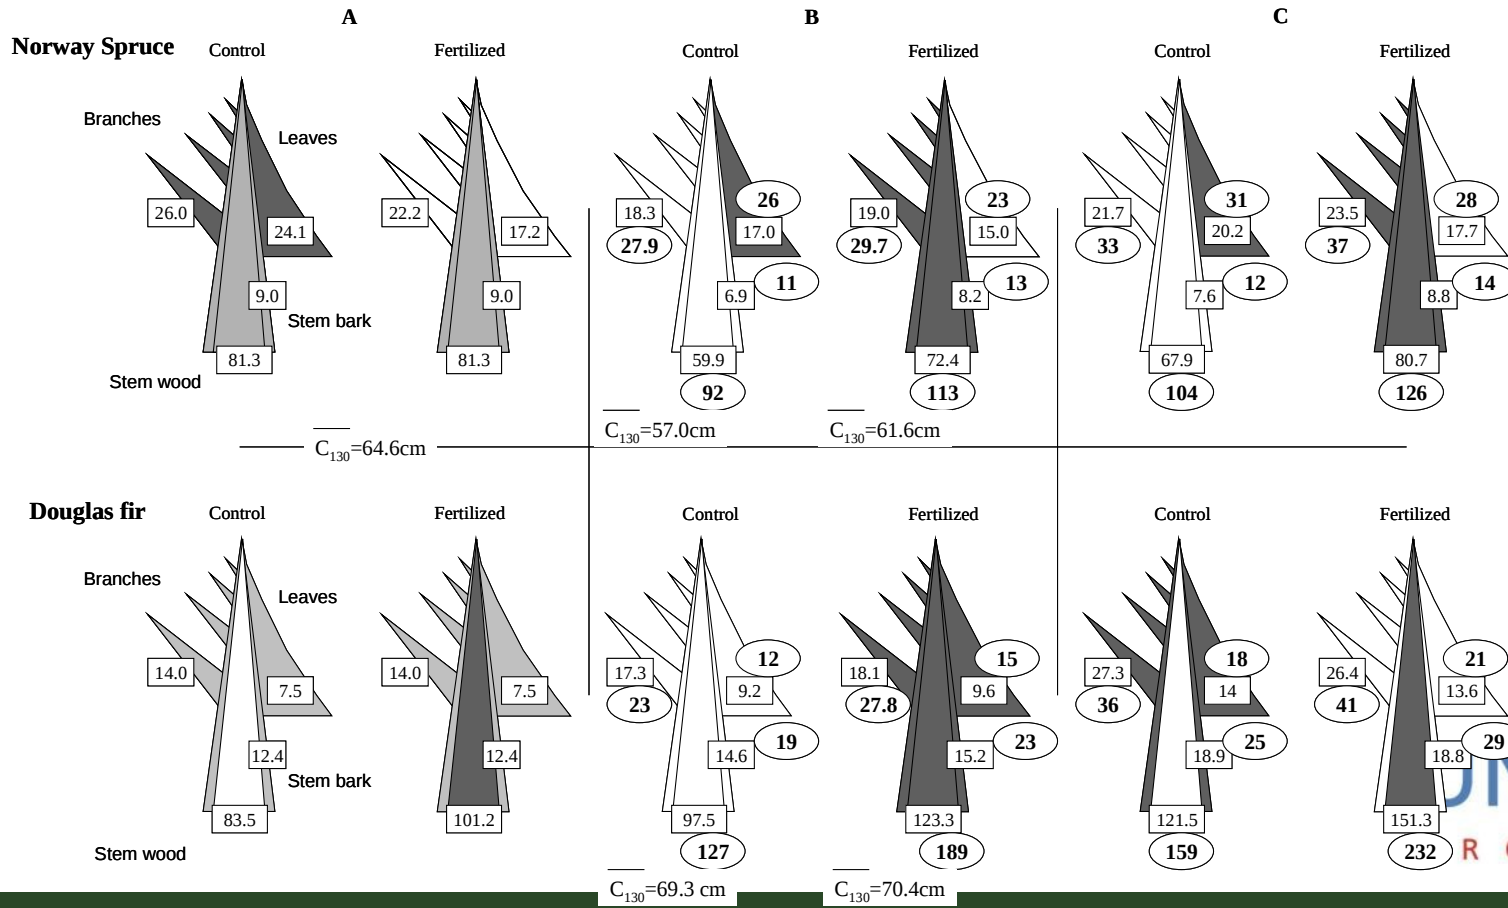 A B C
Norway Spruce Control Fertilized Control Fertilized Control Fertilized
Branches
Leaves
26 23 31 28
26.0 22.2 18.3 19.0 21.7 23.5
24.1 17.2 17.0 15.0 20.2 17.7
27.9 29.7 33 37
11 13 12 14
9.0 9.0 6.9 8.2 7.6 8.8
Stem bark
81.3 81.3 59.9 72.4 67.9 80.7
Stem wood
92 113 104 126
C130=57.0cm C130=61.6cm
C130=64.6cm
Douglas fir Control Fertilized Control Fertilized Control Fertilized
Branches
Leaves
12 15 18 21
14.0 14.0 17.3 18.1 27.3 26.4
7.5 7.5 9.2 9.6 14 13.6
23 27.8 36 41
19 23 25 29
12.4 12.4 14.6 15.2 18.9 18.8
Stem bark
83.5 101.2 97.5 123.3 121.5 151.3
Stem wood
127 189 159 232
C130=69.3 cm C130=70.4cm